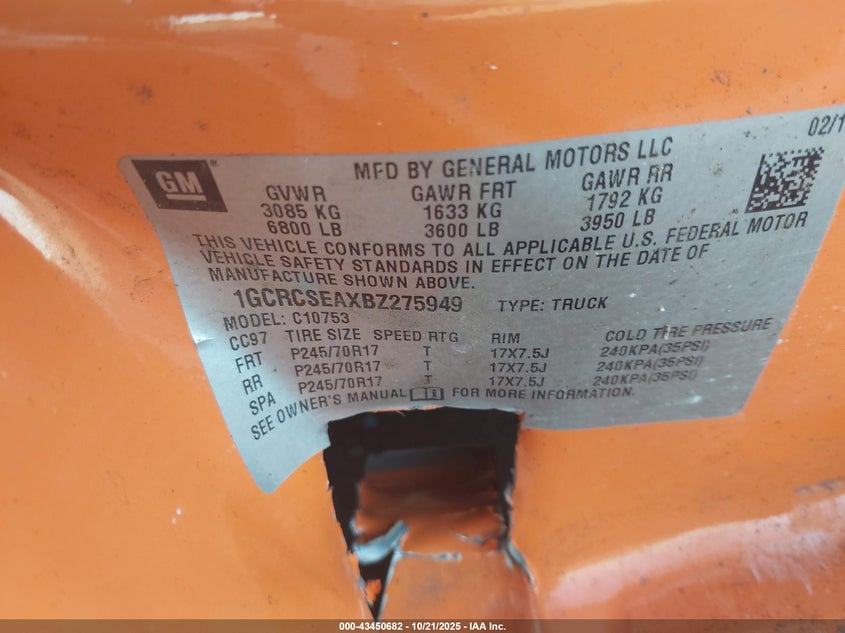 02/1
MFD BY GENERAL MOTORS LLC
GM
GVWR GAWR FRT GAWR RR
3085 KG 1633 KG 1792 KG
6800 LB 3600 LB 3950 LB
THIS VEHICLE CONFORMS TO ALL APPLICABLE U.S. FEDERAL MOTOR
VEHICLE SAFETY STANDARDS IN EFFECT ON THE DATE OF
MANUFACTURE SHOWN ABOVE.
1GCRCSEAXBZ275949 TYPE: TRUCK
MODEL: C10753
CC97 TIRE SIZE SPEED RTG RIM COLD TIRE PRESSURE
FRT P245/70R17 T 17X7.5J 240KPA(35PSI)
RR P245/70R17 T 17X7.5J 240KPA(35PSI)
SPA P245/70R17 T 17X7.5J 240KPA(35PSI)
SEE OWNER'S MANUAL FOR MORE INFORMATION.
000-43450682 - 10/21/2025 - IAA Inc.